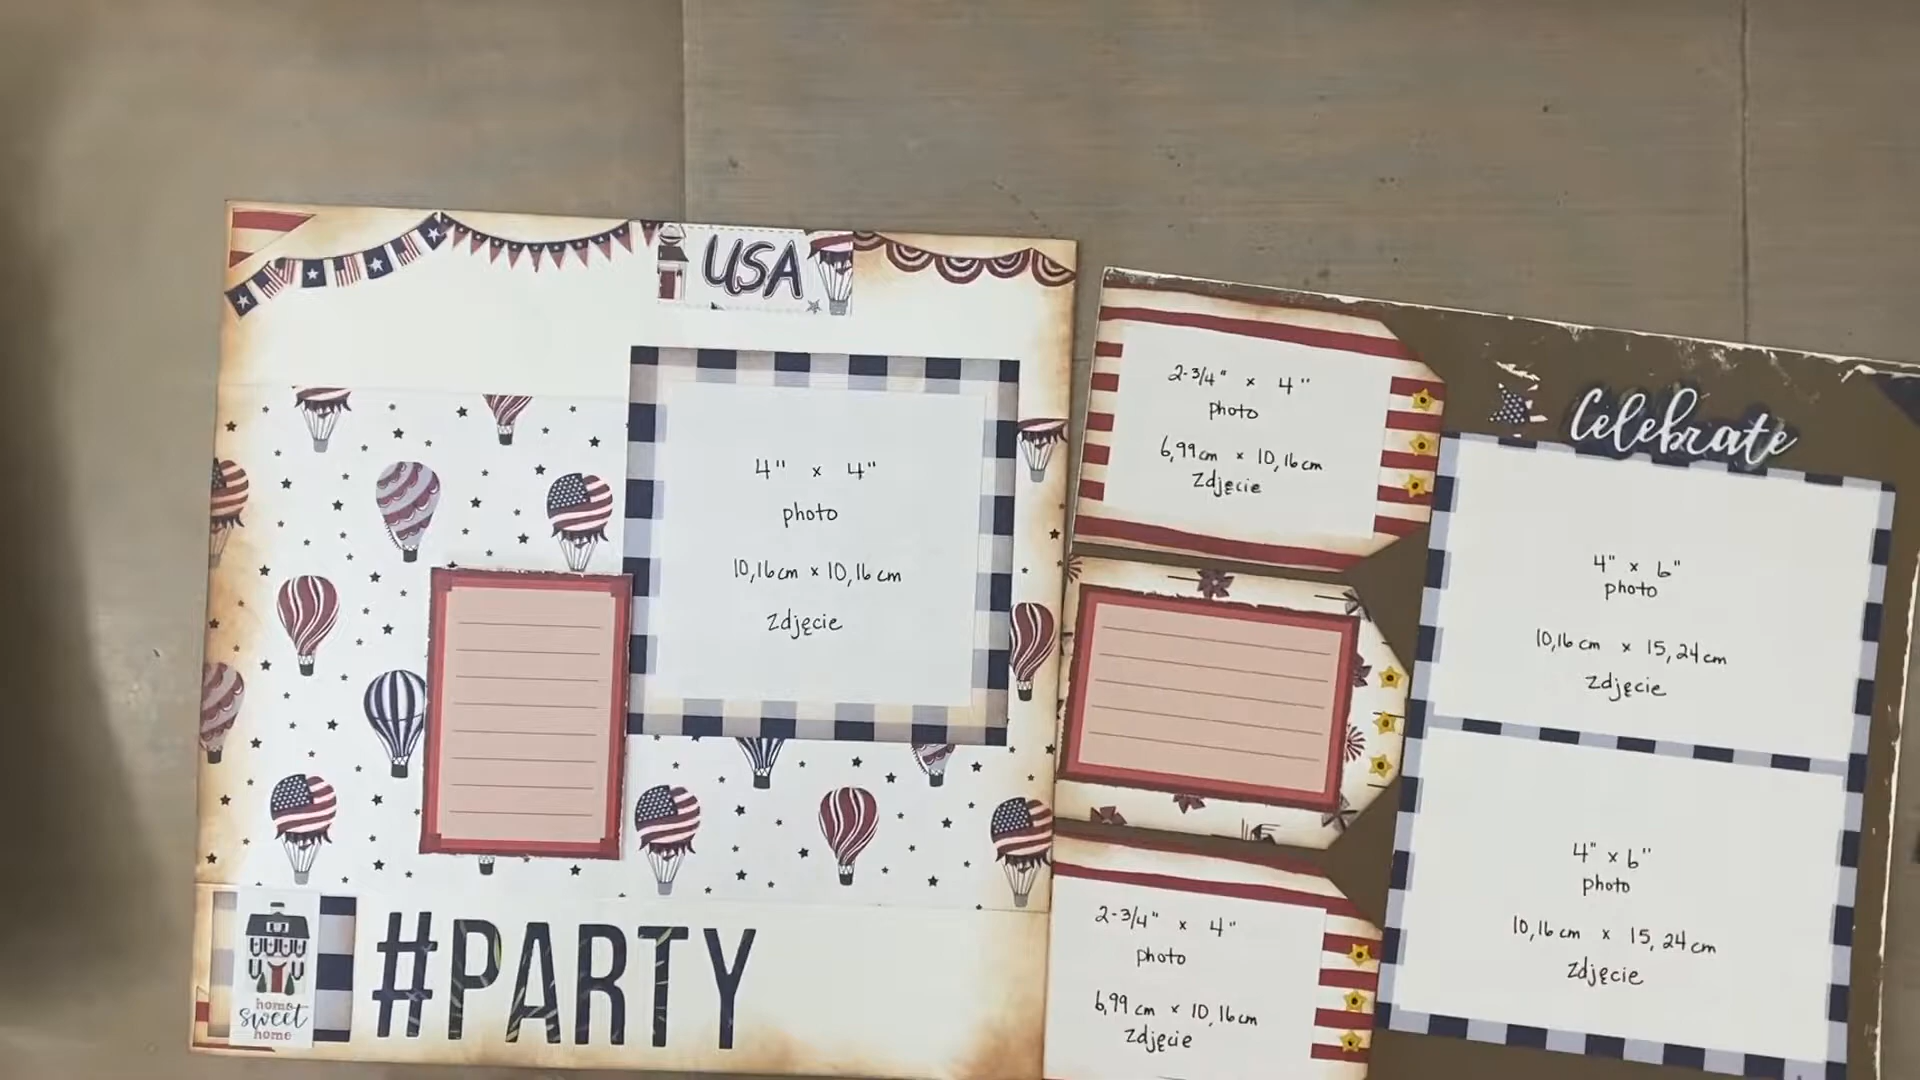 USA
4" x 4"
photo
10,16cm x 10,16cm
zdjęcie
home
sweet
home
#PARTY
2-3/4" x 4"
photo
6,99cm x 10,16cm
zdjęcie
2-3/4" x 4"
photo
6,99 cm x 10,16cm
zdjęcie
Celebrate
4" x 6"
photo
10,16cm x 15,24cm
zdjęcie
4" x 6"
photo
10,16cm x 15,24cm
zdjęcie